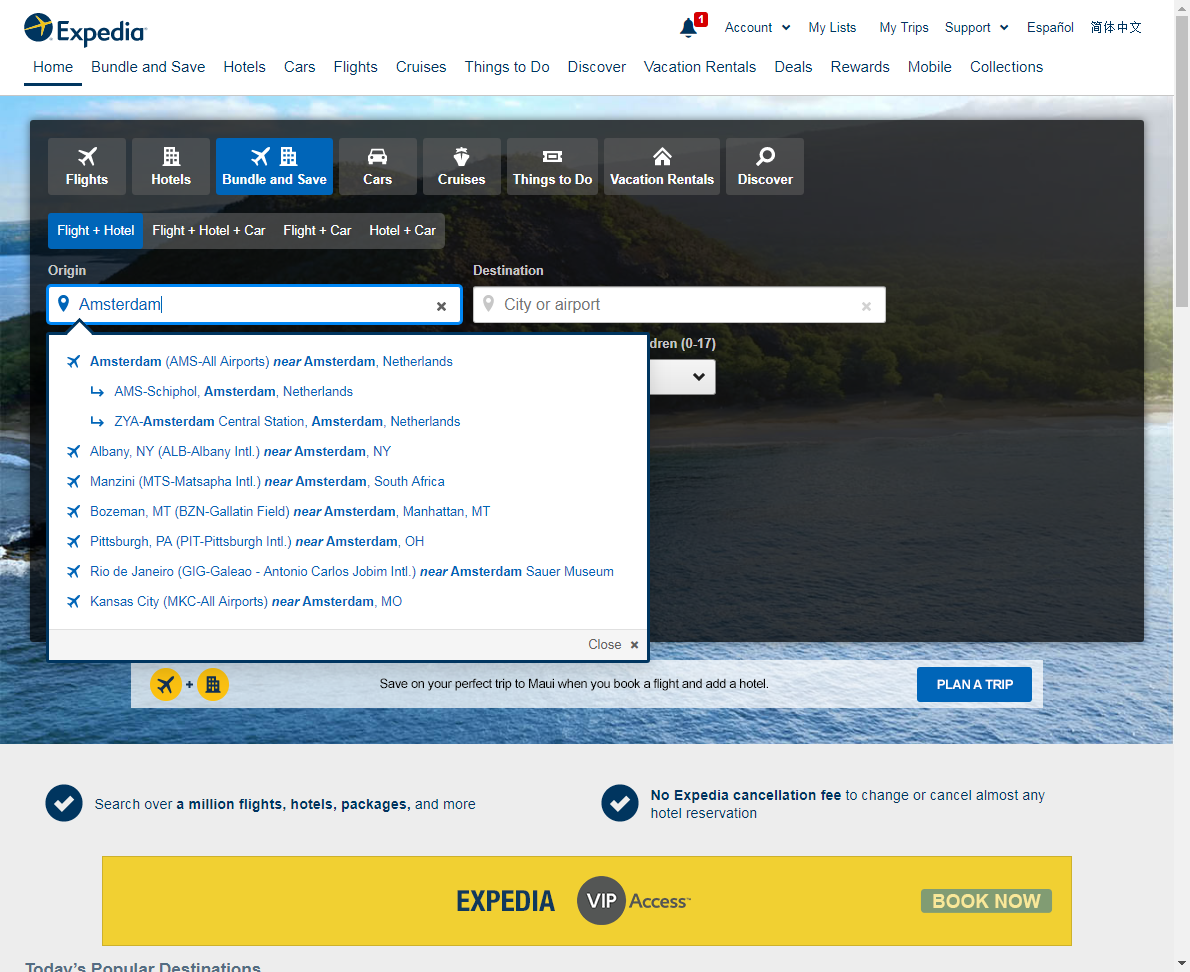 Expedia
1
Account
My Lists
My Trips
Support
Español
简体中文
Home
Bundle and Save
Hotels
Cars
Flights
Cruises
Things to Do
Discover
Vacation Rentals
Deals
Rewards
Mobile
Collections
Flights
Hotels
Bundle and Save
Cars
Cruises
Things to Do
Vacation Rentals
Discover
Flight + Hotel
Flight + Hotel + Car
Flight + Car
Hotel + Car
Origin
Destination
Amsterdam
City or airport
dren (0-17)
Amsterdam (AMS-All Airports) near Amsterdam, Netherlands
AMS-Schiphol, Amsterdam, Netherlands
ZYA-Amsterdam Central Station, Amsterdam, Netherlands
Albany, NY (ALB-Albany Intl.) near Amsterdam, NY
Manzini (MTS-Matsapha Intl.) near Amsterdam, South Africa
Bozeman, MT (BZN-Gallatin Field) near Amsterdam, Manhattan, MT
Pittsburgh, PA (PIT-Pittsburgh Intl.) near Amsterdam, OH
Rio de Janeiro (GIG-Galeao - Antonio Carlos Jobim Intl.) near Amsterdam Sauer Museum
Kansas City (MKC-All Airports) near Amsterdam, MO
Close
+
Save on your perfect trip to Maui when you book a flight and add a hotel.
PLAN A TRIP
Search over a million flights, hotels, packages, and more
No Expedia cancellation fee to change or cancel almost any
hotel reservation
EXPEDIA
VIP Access™
BOOK NOW
Today's Popular Destinations